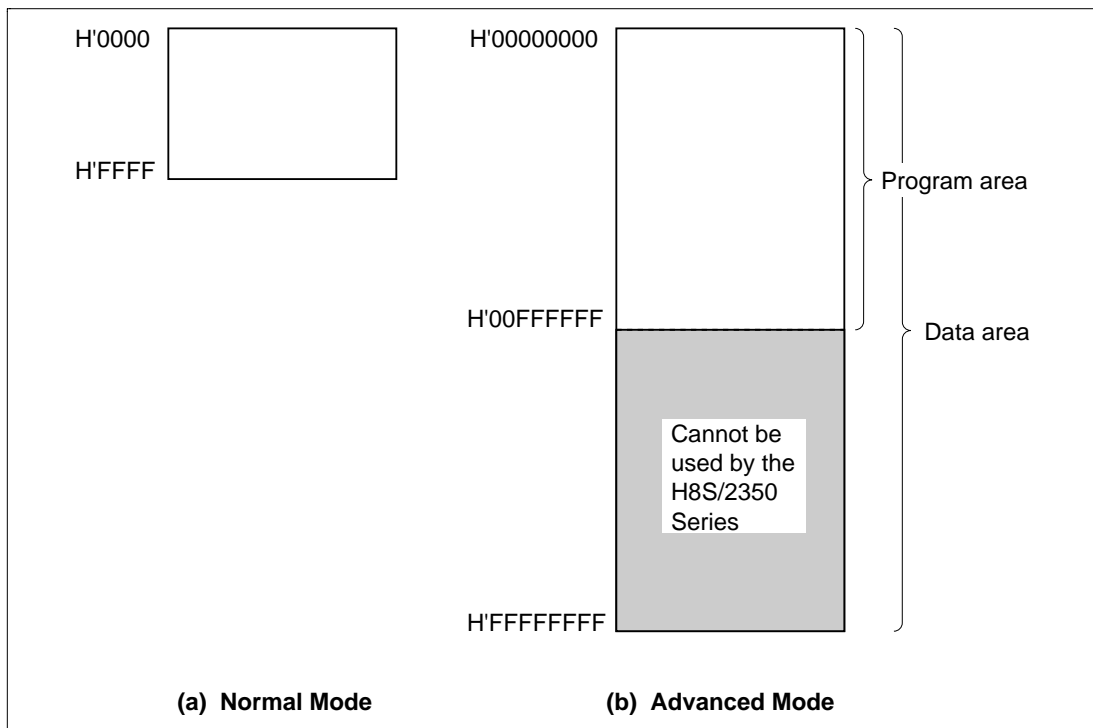 H'0000
H'FFFF
(a) Normal Mode
H'00000000
H'00FFFFFF
H'FFFFFFFF
Cannot be
used by the
H8S/2350
Series
Program area
Data area
(b) Advanced Mode